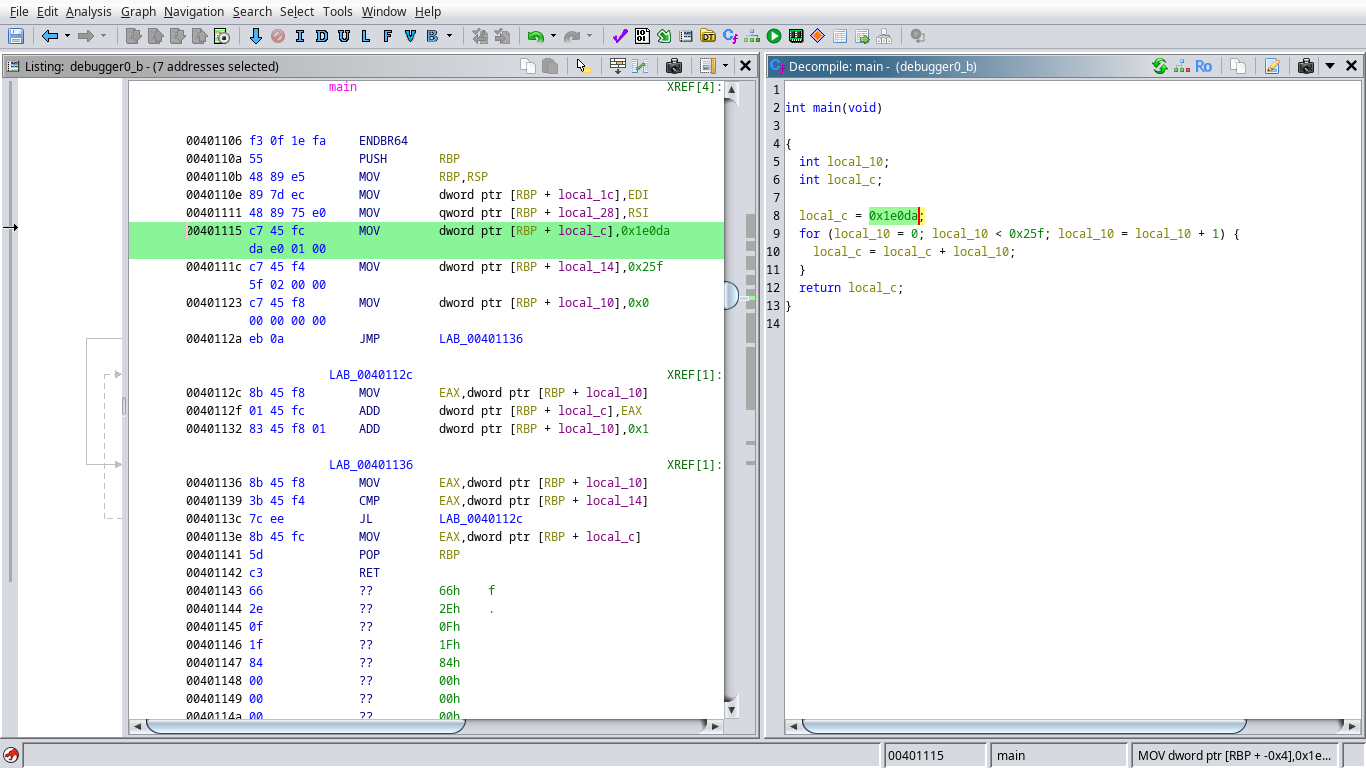 File Edit Analysis Graph Navigation Search Select Tools Window Help
I D U L F V B
Listing: debugger0_b - (7 addresses selected)
main XREF[4]:
00401106 f3 0f 1e fa ENDBR64
0040110a 55 PUSH RBP
0040110b 48 89 e5 MOV RBP,RSP
0040110e 89 7d ec MOV dword ptr [RBP + local_1c],EDI
00401111 48 89 75 e0 MOV qword ptr [RBP + local_28],RSI
00401115 c7 45 fc MOV dword ptr [RBP + local_c],0x1e0da
da e0 01 00
0040111c c7 45 f4 MOV dword ptr [RBP + local_14],0x25f
5f 02 00 00
00401123 c7 45 f8 MOV dword ptr [RBP + local_10],0x0
00 00 00 00
0040112a eb 0a JMP LAB_00401136
LAB_0040112c XREF[1]:
0040112c 8b 45 f8 MOV EAX,dword ptr [RBP + local_10]
0040112f 01 45 fc ADD dword ptr [RBP + local_c],EAX
00401132 83 45 f8 01 ADD dword ptr [RBP + local_10],0x1
LAB_00401136 XREF[1]:
00401136 8b 45 f8 MOV EAX,dword ptr [RBP + local_10]
00401139 3b 45 f4 CMP EAX,dword ptr [RBP + local_14]
0040113c 7c ee JL LAB_0040112c
0040113e 8b 45 fc MOV EAX,dword ptr [RBP + local_c]
00401141 5d POP RBP
00401142 c3 RET
00401143 66 ?? 66h f
00401144 2e ?? 2Eh .
00401145 0f ?? 0Fh
00401146 1f ?? 1Fh
00401147 84 ?? 84h
00401148 00 ?? 00h
00401149 00 ?? 00h
0040114a 00 ?? 00h
Decompile: main - (debugger0_b)
Ro
1
2 int main(void)
3
4 {
5 int local_10;
6 int local_c;
7
8 local_c = 0x1e0da;
9 for (local_10 = 0; local_10 < 0x25f; local_10 = local_10 + 1) {
10 local_c = local_c + local_10;
11 }
12 return local_c;
13 }
14
00401115 main MOV dword ptr [RBP + -0x4],0x1e...